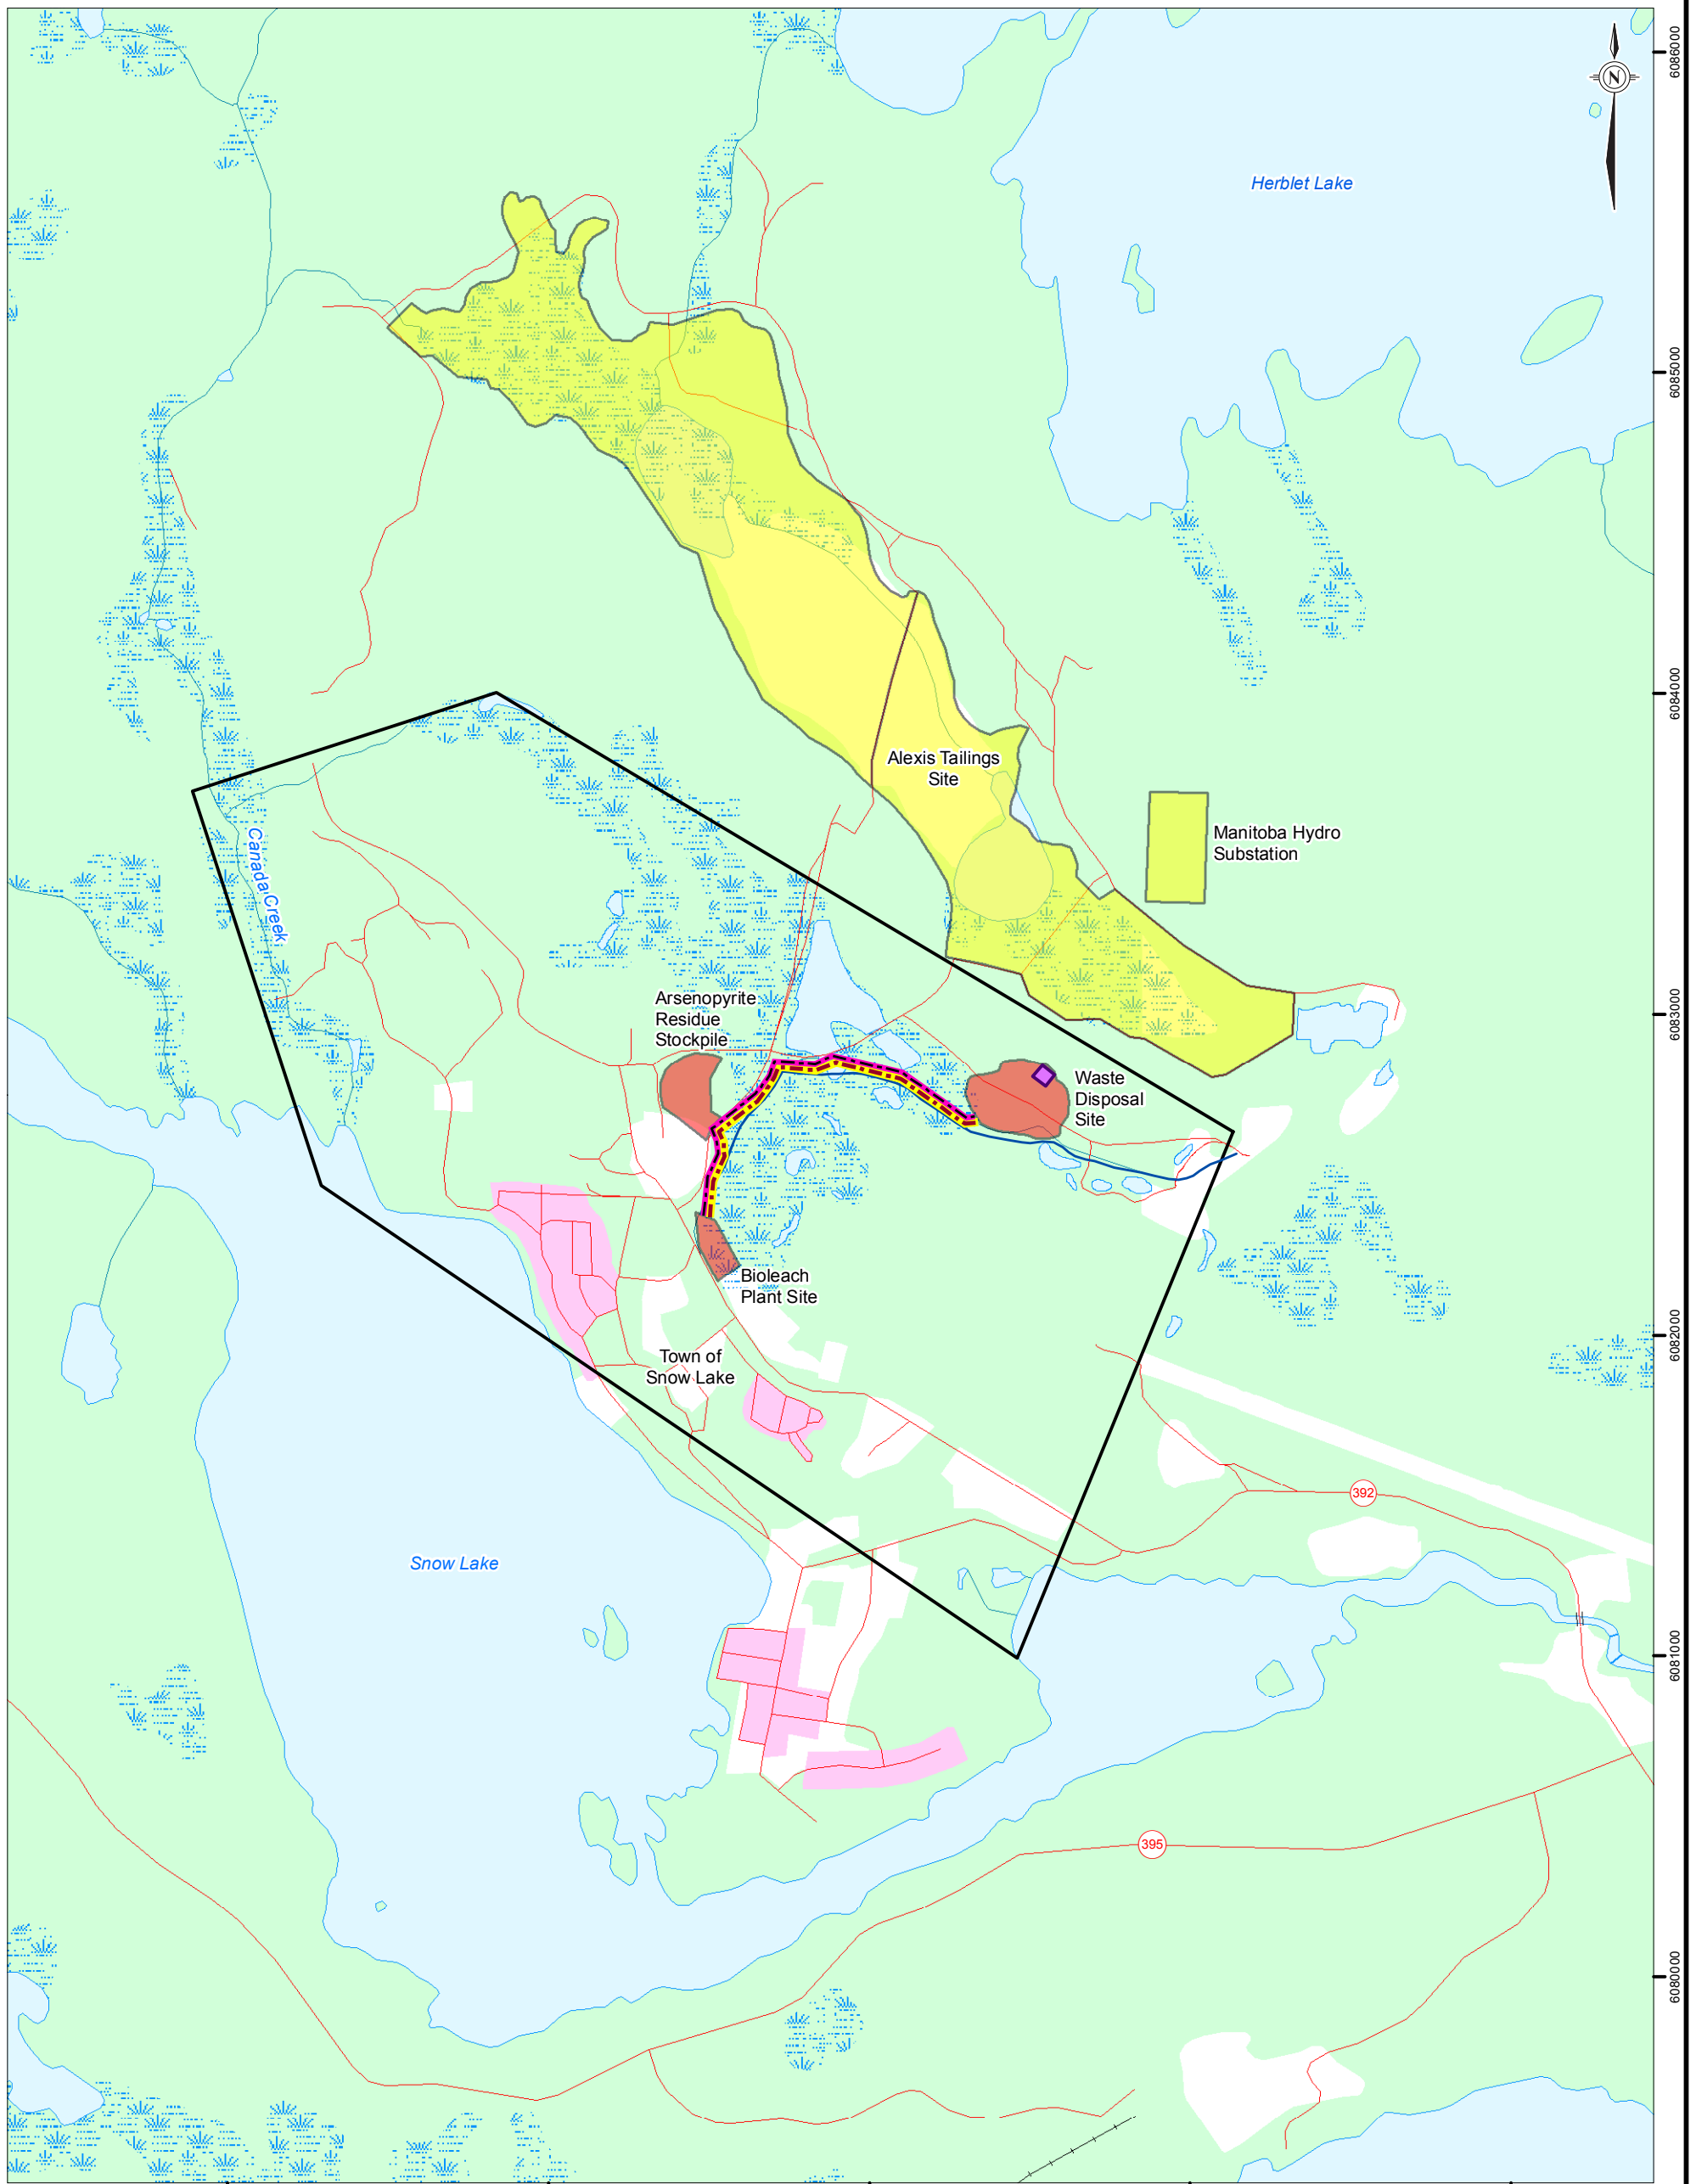 6086000
N
Herblet Lake
6085000
6084000
Alexis Tailings
Site
Manitoba Hydro
Substation
Canada Creek
6083000
Arsenopyrite
Residue
Stockpile
Waste
Disposal
Site
Bioleach
Plant Site
6082000
Town of
Snow Lake
392
Snow Lake
6081000
395
6080000